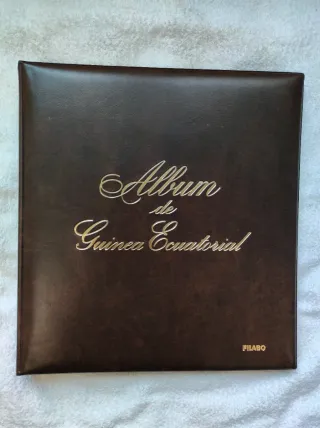 Album
de
Guinea Ecuatorial
FILABO